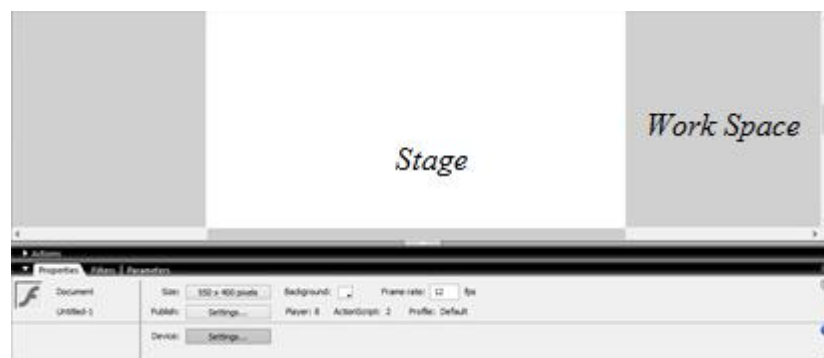 Work Space
Stage
Actions
Properties Filters Parameters
Document Size: 550 x 400 pixels Background: Frame rate: 12 fps
Untitled-1 Publish: Settings... Player: 8 ActionScript: 2 Profile: Default
Device: Settings...